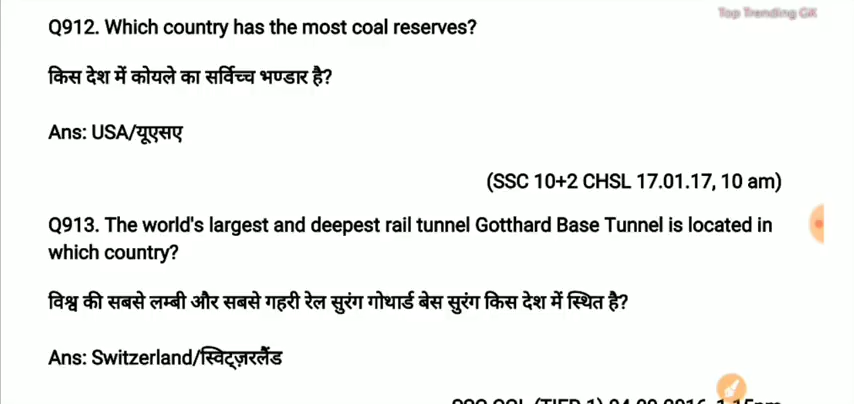 Top Trending GK
Q912. Which country has the most coal reserves?
किस देश में कोयले का सर्विच्च भण्डार है?
Ans: USA/यूएसए
(SSC 10+2 CHSL 17.01.17, 10 am)
Q913. The world's largest and deepest rail tunnel Gotthard Base Tunnel is located in
which country?
विश्व की सबसे लम्बी और सबसे गहरी रेल सुरंग गोथार्ड बेस सुरंग किस देश में स्थित है?
Ans: Switzerland/स्विट्ज़रलैंड